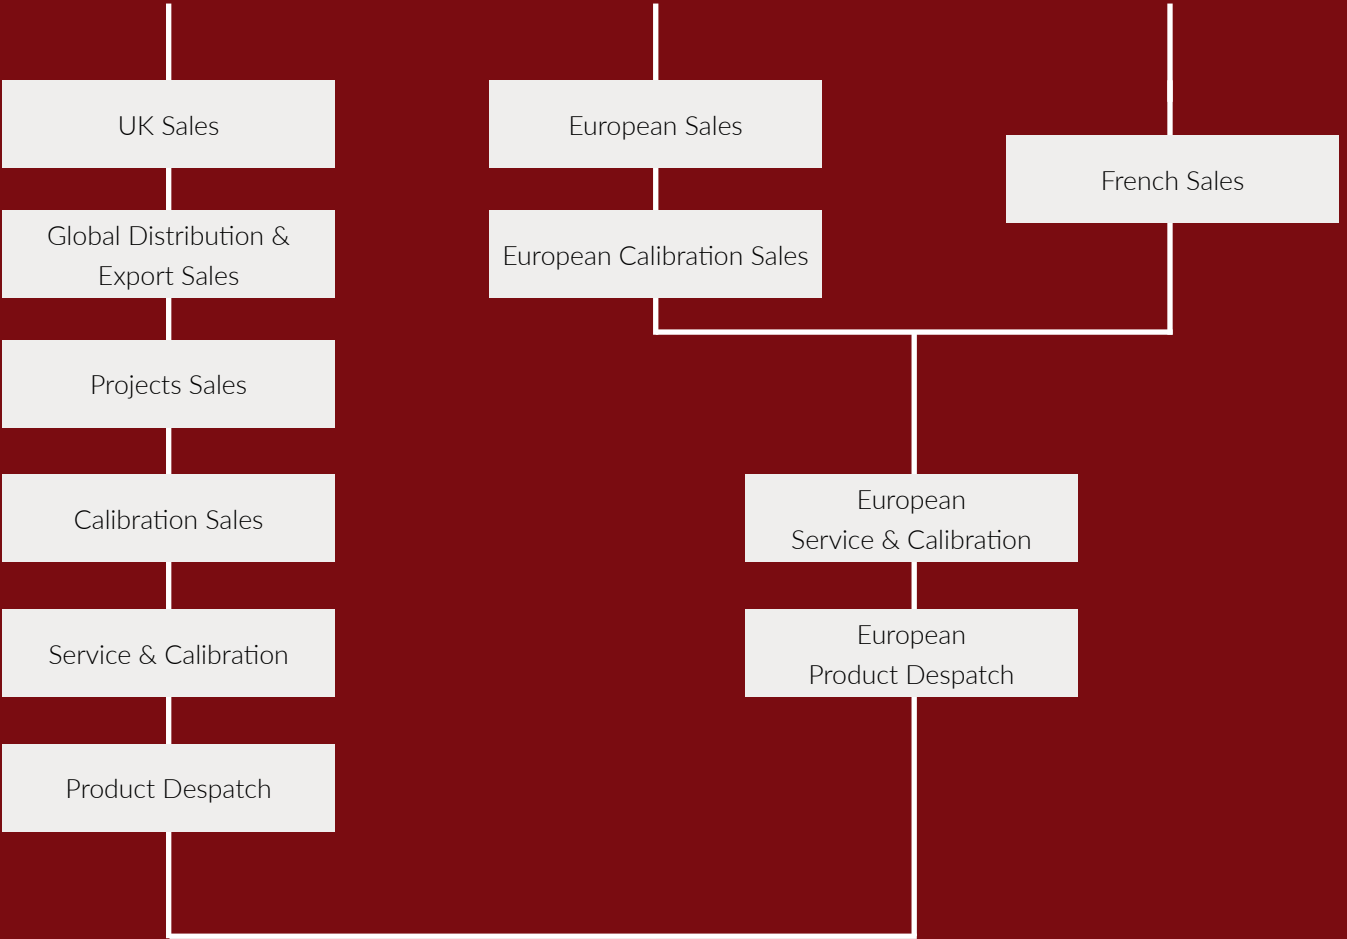 UK Sales
Global Distribution &
Export Sales
Projects Sales
Calibration Sales
Service & Calibration
Product Despatch
European Sales
European Calibration Sales
French Sales
European
Service & Calibration
European
Product Despatch